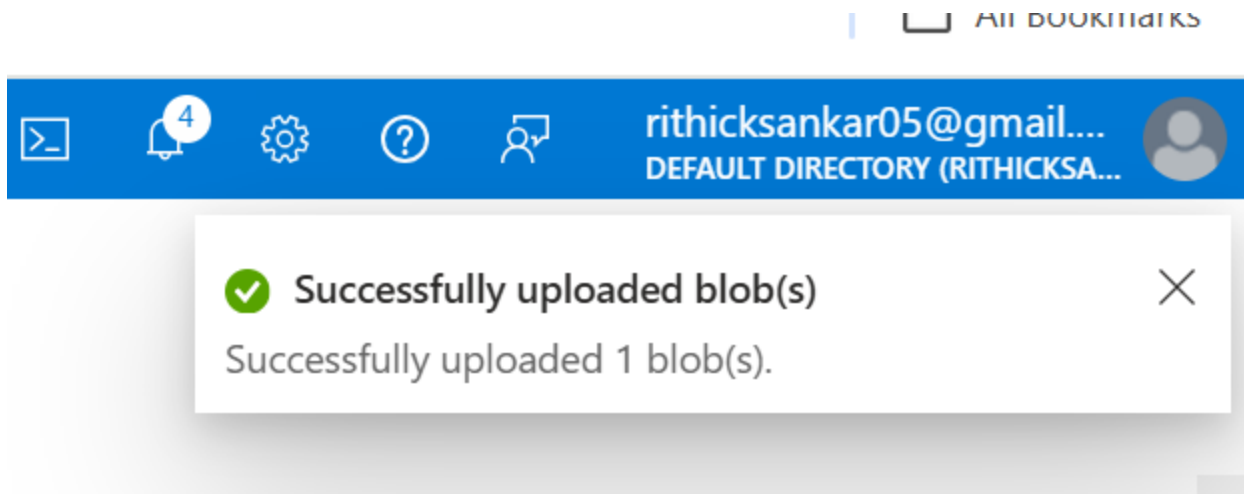 All Bookmarks
>_
4
?
rithicksankar05@gmail....
DEFAULT DIRECTORY (RITHICKSA...
Successfully uploaded blob(s)
Successfully uploaded 1 blob(s).